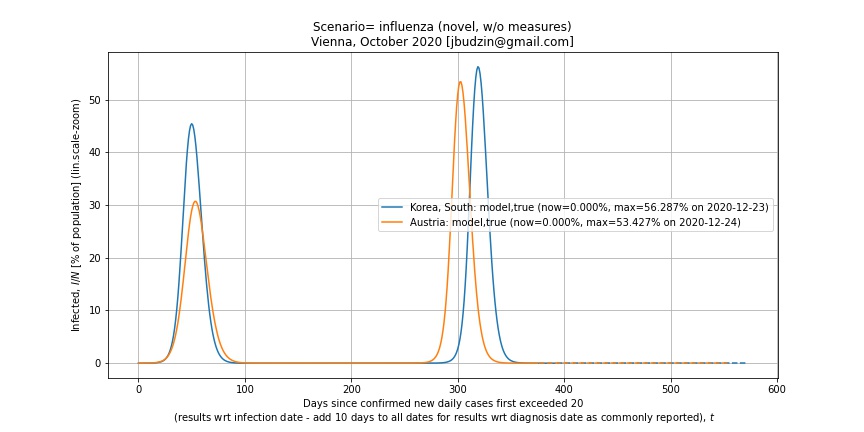 Scenario= influenza (novel, w/o measures)
Vienna, October 2020 [jbudzin@gmail.com]
Infected, I/N [% of population] (lin.scale-zoom)
50
40
30
20
10
0
Korea, South: model,true (now=0.000%, max=56.287% on 2020-12-23)
Austria: model,true (now=0.000%, max=53.427% on 2020-12-24)
0 100 200 300 400 500 600
Days since confirmed new daily cases first exceeded 20
(results wrt infection date - add 10 days to all dates for results wrt diagnosis date as commonly reported), t